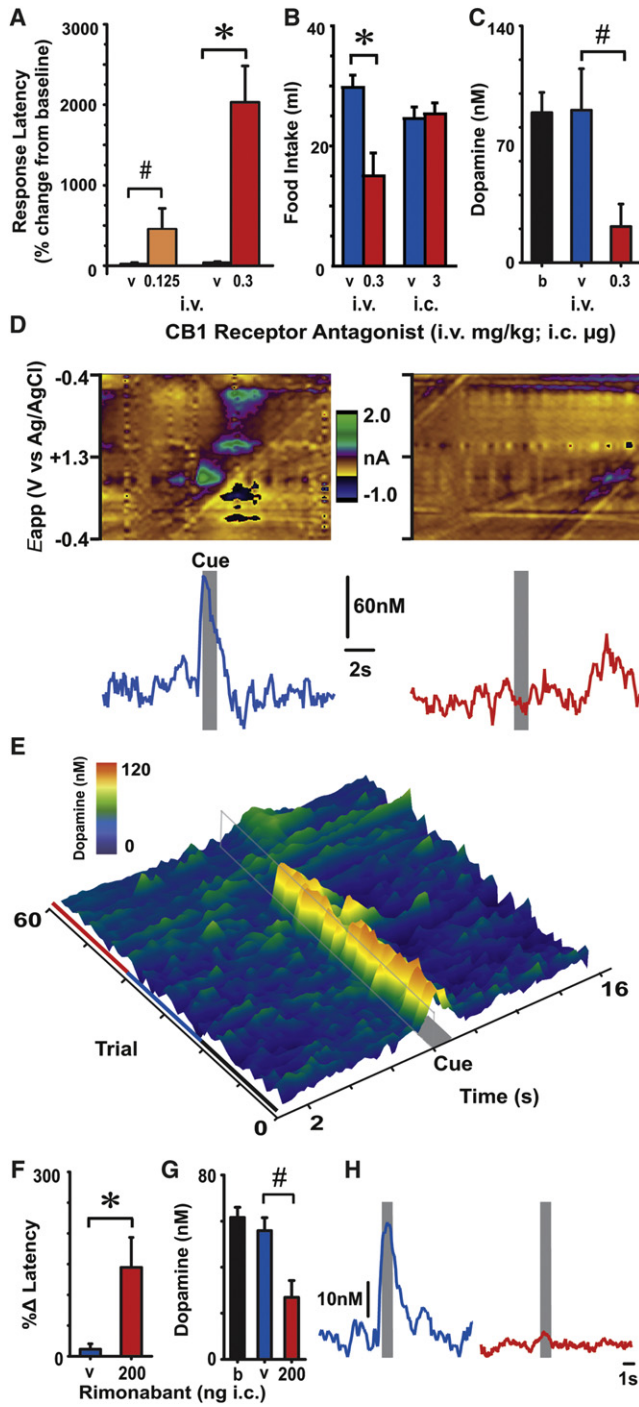 A
Response Latency
(% change from baseline)
3000
2000
1000
0
#
*
v 0.125 v 0.3
i.v.
B
Food Intake (ml)
40
20
0
*
v 0.3 v 3
i.v. i.c.
C
Dopamine (nM)
140
70
0
#
b v 0.3
i.v.
CB1 Receptor Antagonist (i.v. mg/kg; i.c. µg)
D
Eapp (V vs Ag/AgCl)
-0.4
+1.3
-0.4
2.0
nA
-1.0
Cue
60nM
2s
E
Dopamine (nM)
120
0
60
Trial
0
2
Time (s)
16
Cue
F
%Δ Latency
300
0
*
v 200
G
Dopamine (nM)
80
40
0
#
b v 200
Rimonabant (ng i.c.)
H
10nM
1s